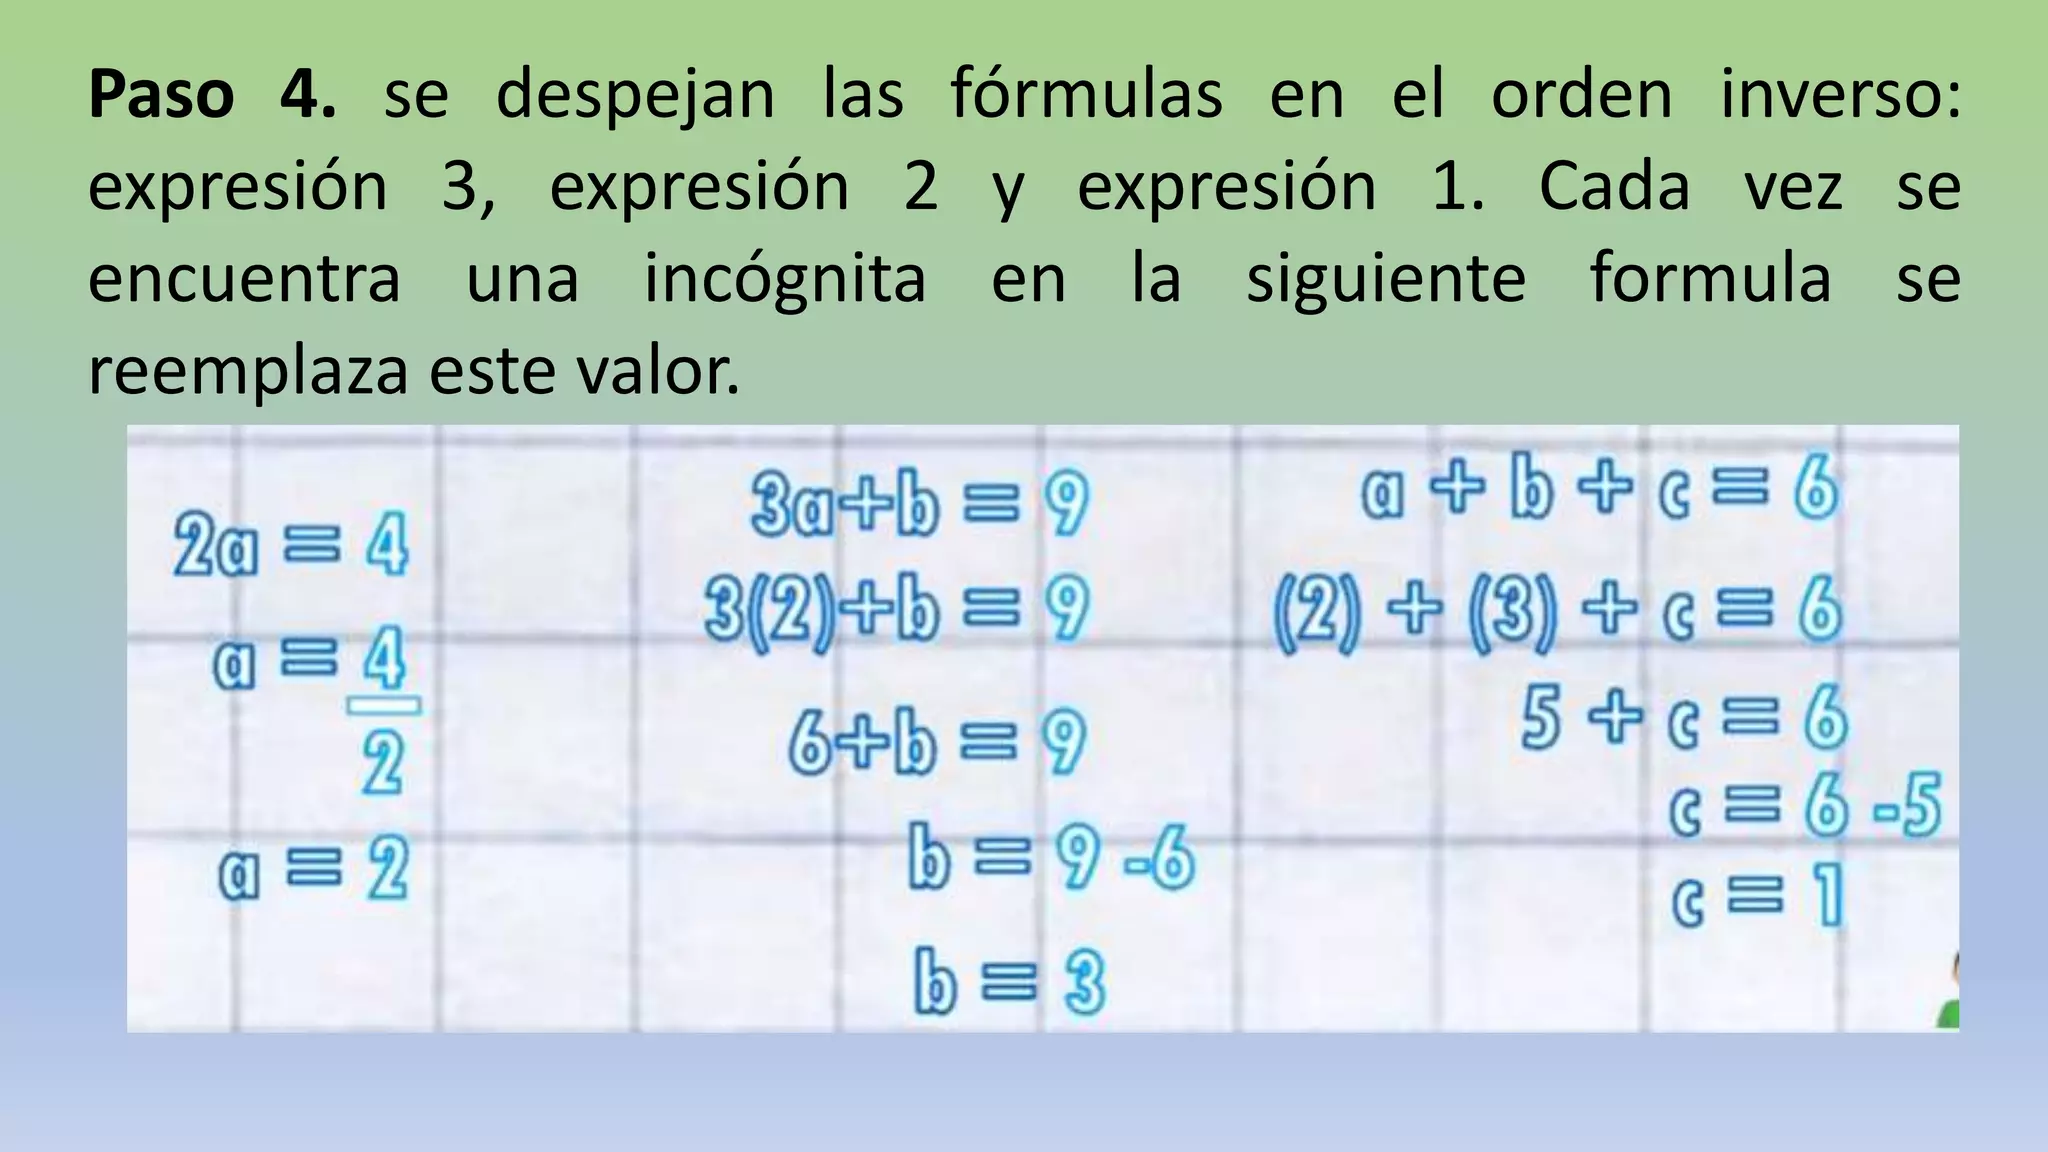 Paso 4. se despejan las fórmulas en el orden inverso:
expresión 3, expresión 2 y expresión 1. Cada vez se
encuentra una incógnita en la siguiente formula se
reemplaza este valor.
2a = 4
a = 4
2
a = 2
3a+b = 9
3(2)+b = 9
6+b = 9
b = 9 -6
b = 3
a + b + c = 6
(2) + (3) + c = 6
5 + c = 6
c = 6 -5
c = 1